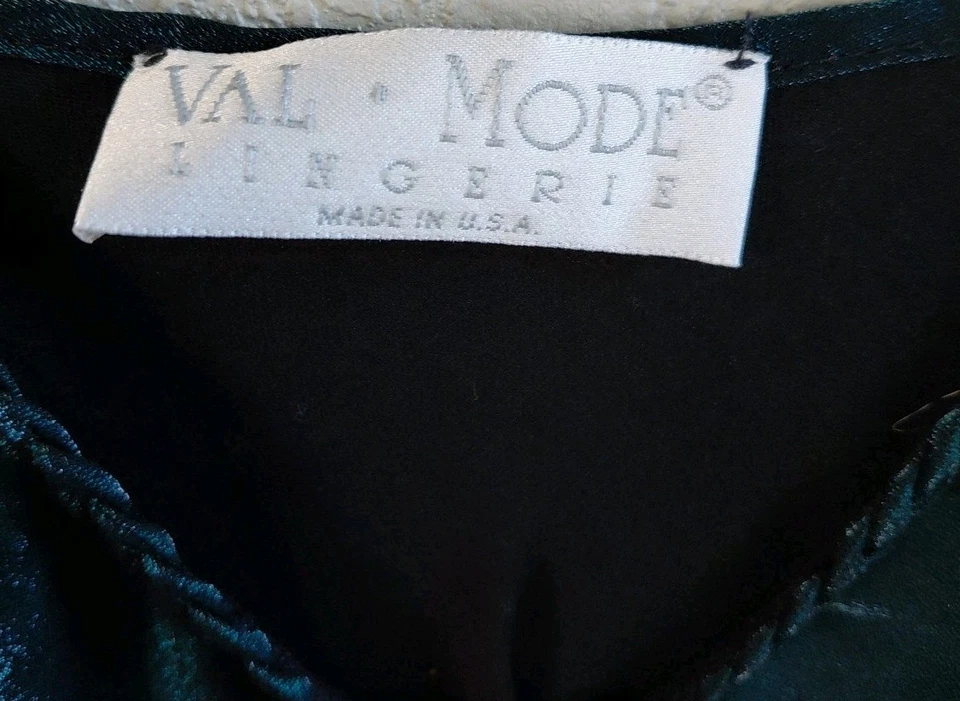 VAL • MODE®
LINGERIE
MADE IN U.S.A.